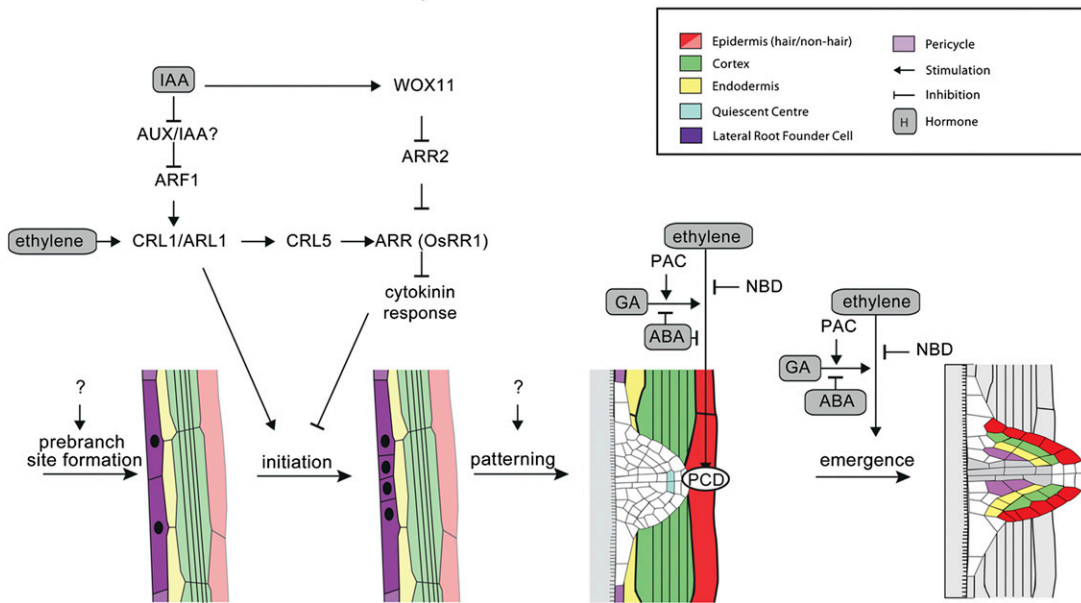 Epidermis (hair/non-hair)
Cortex
Endodermis
Quiescent Centre
Lateral Root Founder Cell
Pericycle
Stimulation
Inhibition
H Hormone
IAA
WOX11
AUX/IAA?
ARR2
ARF1
ethylene
CRL1/ARL1
CRL5
ARR (OsRR1)
cytokinin
response
ethylene
PAC
NBD
GA
ABA
ethylene
PAC
NBD
GA
ABA
?
prebranch
site formation
initiation
?
patterning
PCD
emergence